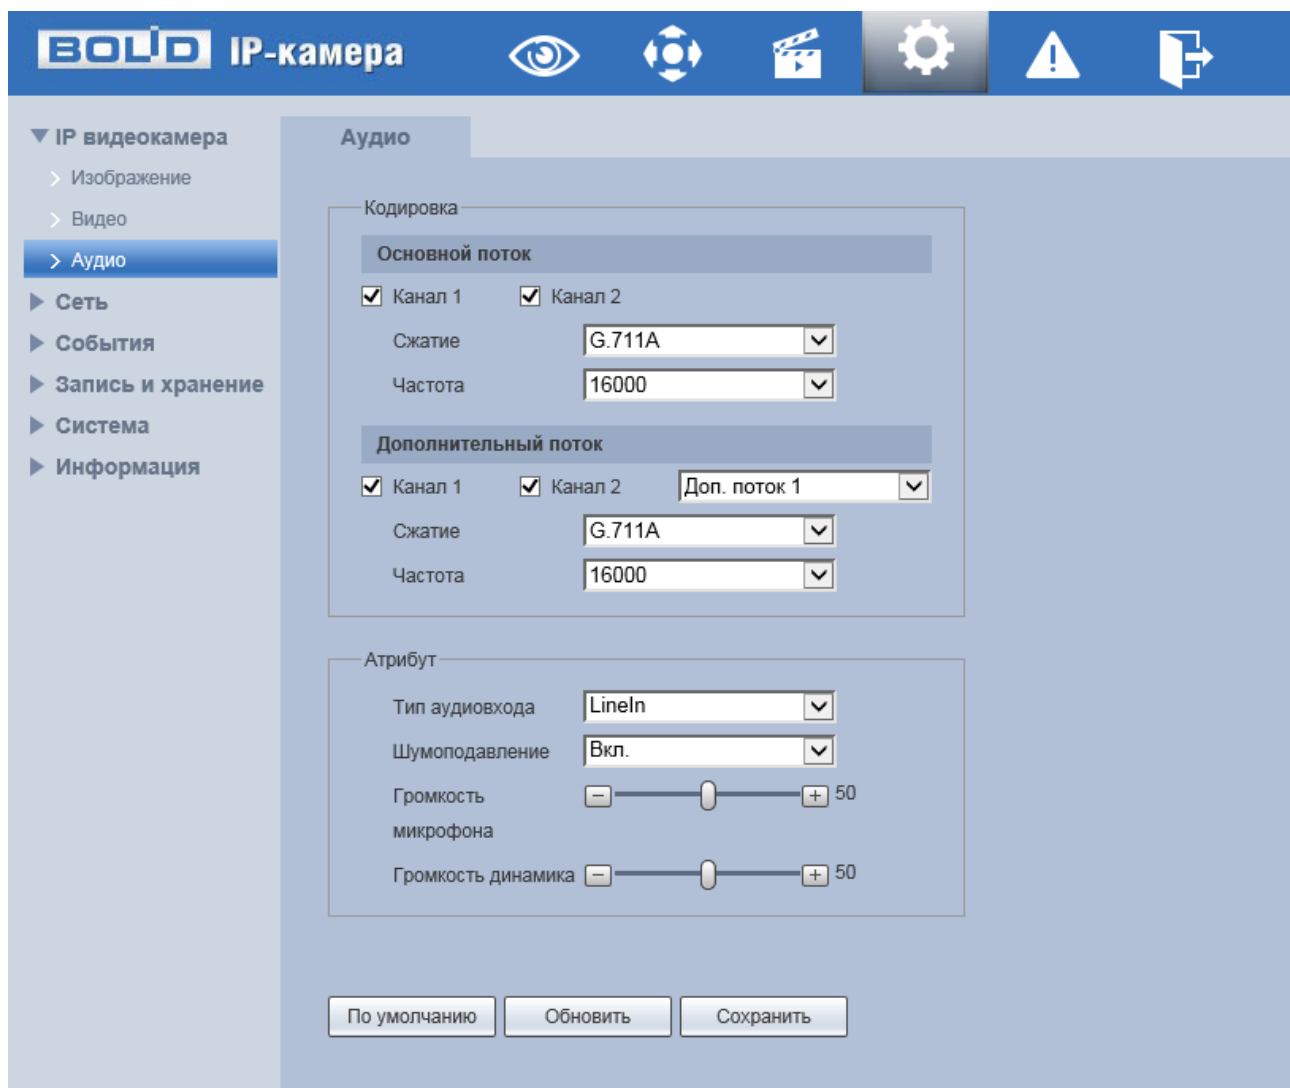 BOLID IP-камера
IP видеокамера
Изображение
Видео
Аудио
Сеть
События
Запись и хранение
Система
Информация
Аудио
Кодировка
Основной поток
Канал 1 Канал 2
Сжатие G.711A
Частота 16000
Дополнительный поток
Канал 1 Канал 2 Доп. поток 1
Сжатие G.711A
Частота 16000
Атрибут
Тип аудиовхода LineIn
Шумоподавление Вкл.
Громкость 50
микрофона
Громкость динамика 50
По умолчанию Обновить Сохранить